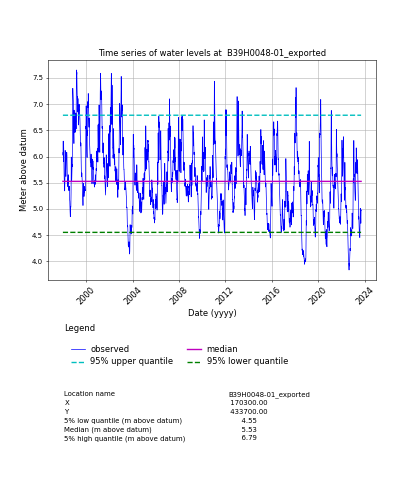 Time series of water levels at  B39H0048-01_exported
Meter above datum
7.5
7.0
6.5
6.0
5.5
5.0
4.5
4.0
2000 2004 2008 2012 2016 2020 2024
Date (yyyy)
Legend
observed median
95% upper quantile 95% lower quantile
Location name B39H0048-01_exported
X 170300.00
Y 433700.00
5% low quantile (m above datum) 4.55
Median (m above datum) 5.53
5% high quantile (m above datum) 6.79